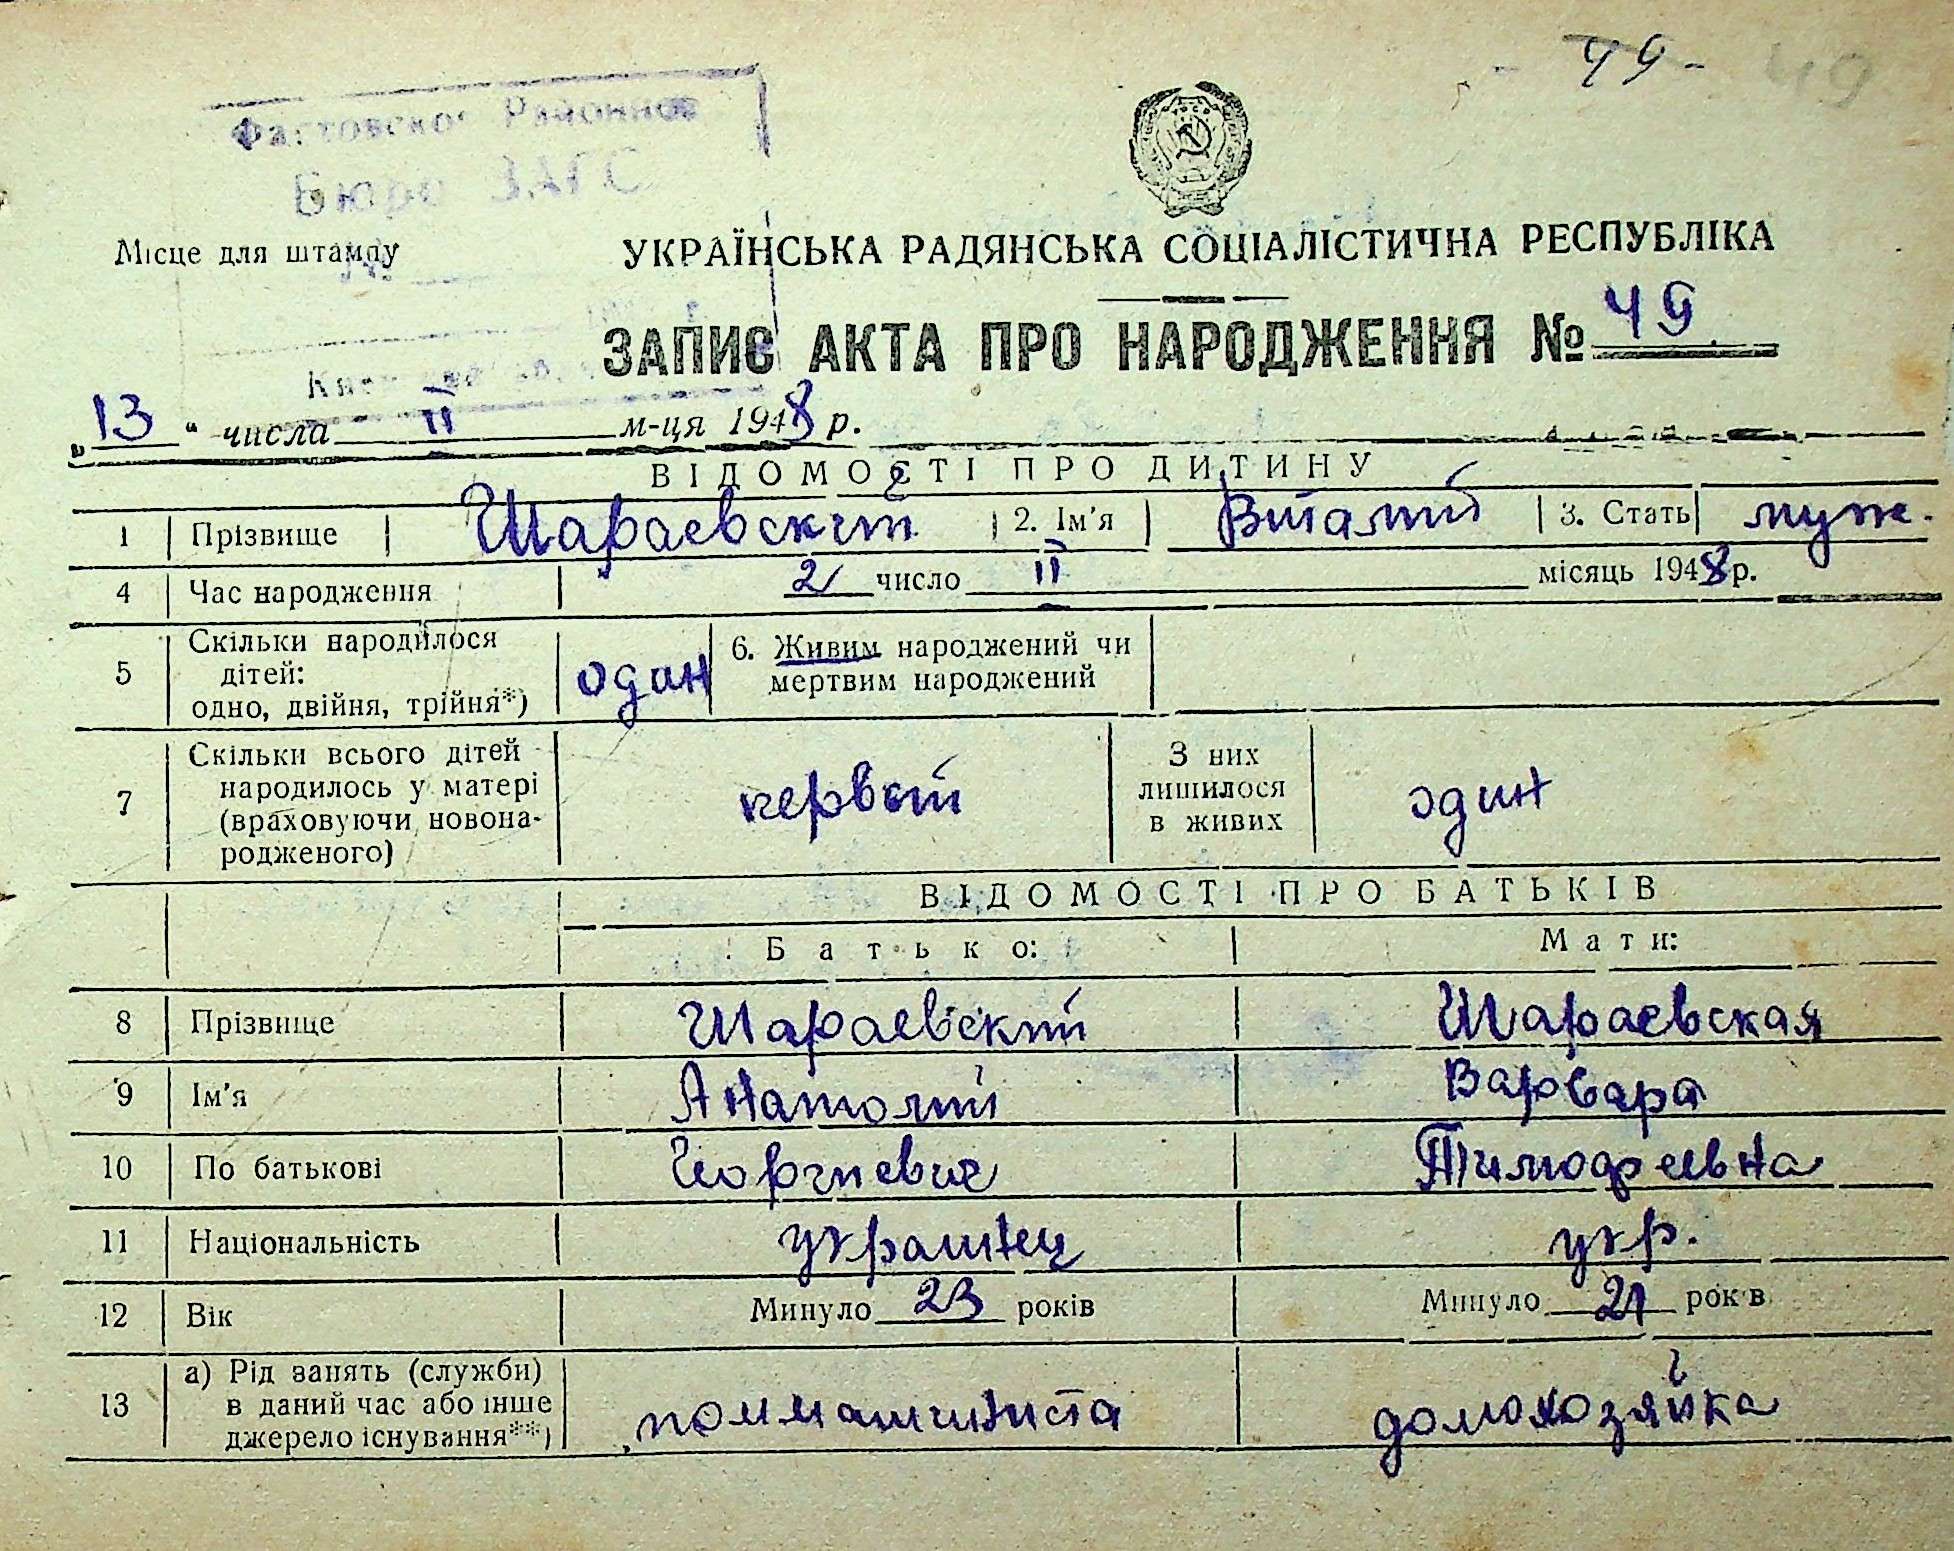 - 49 - 49
Фастовское Районное
Бюро ЗАГС
Місце для штампу
УКРАЇНСЬКА РАДЯНСЬКА СОЦІАЛІСТИЧНА РЕСПУБЛІКА
ЗАПИС АКТА ПРО НАРОДЖЕННЯ № 49
„13“ числа II м-ця 1948 р.
ВІДОМОСТІ ПРО ДИТИНУ
1 Прізвище Шараевский 2. Ім'я Виталий 3. Стать муж.
4 Час народження 2 число II місяць 1948 р.
5 Скільки народилося дітей: одно, двійня, трійня*) один 6. Живим народжений чи мертвим народжений
7 Скільки всього дітей народилось у матері (враховуючи новонародженого) первый З них лишилося в живих один
ВІДОМОСТІ ПРО БАТЬКІВ
Батько: Мати:
8 Прізвище Шараевский Шараевская
9 Ім'я Анатолий Варвара
10 По батькові Георгиевич Тимофеевна
11 Національність украинец укр.
12 Вік Минуло 23 років Минуло 21 років
13 а) Рід занять (служби) в даний час або інше джерело існування**) поммашиниста домохозяйка